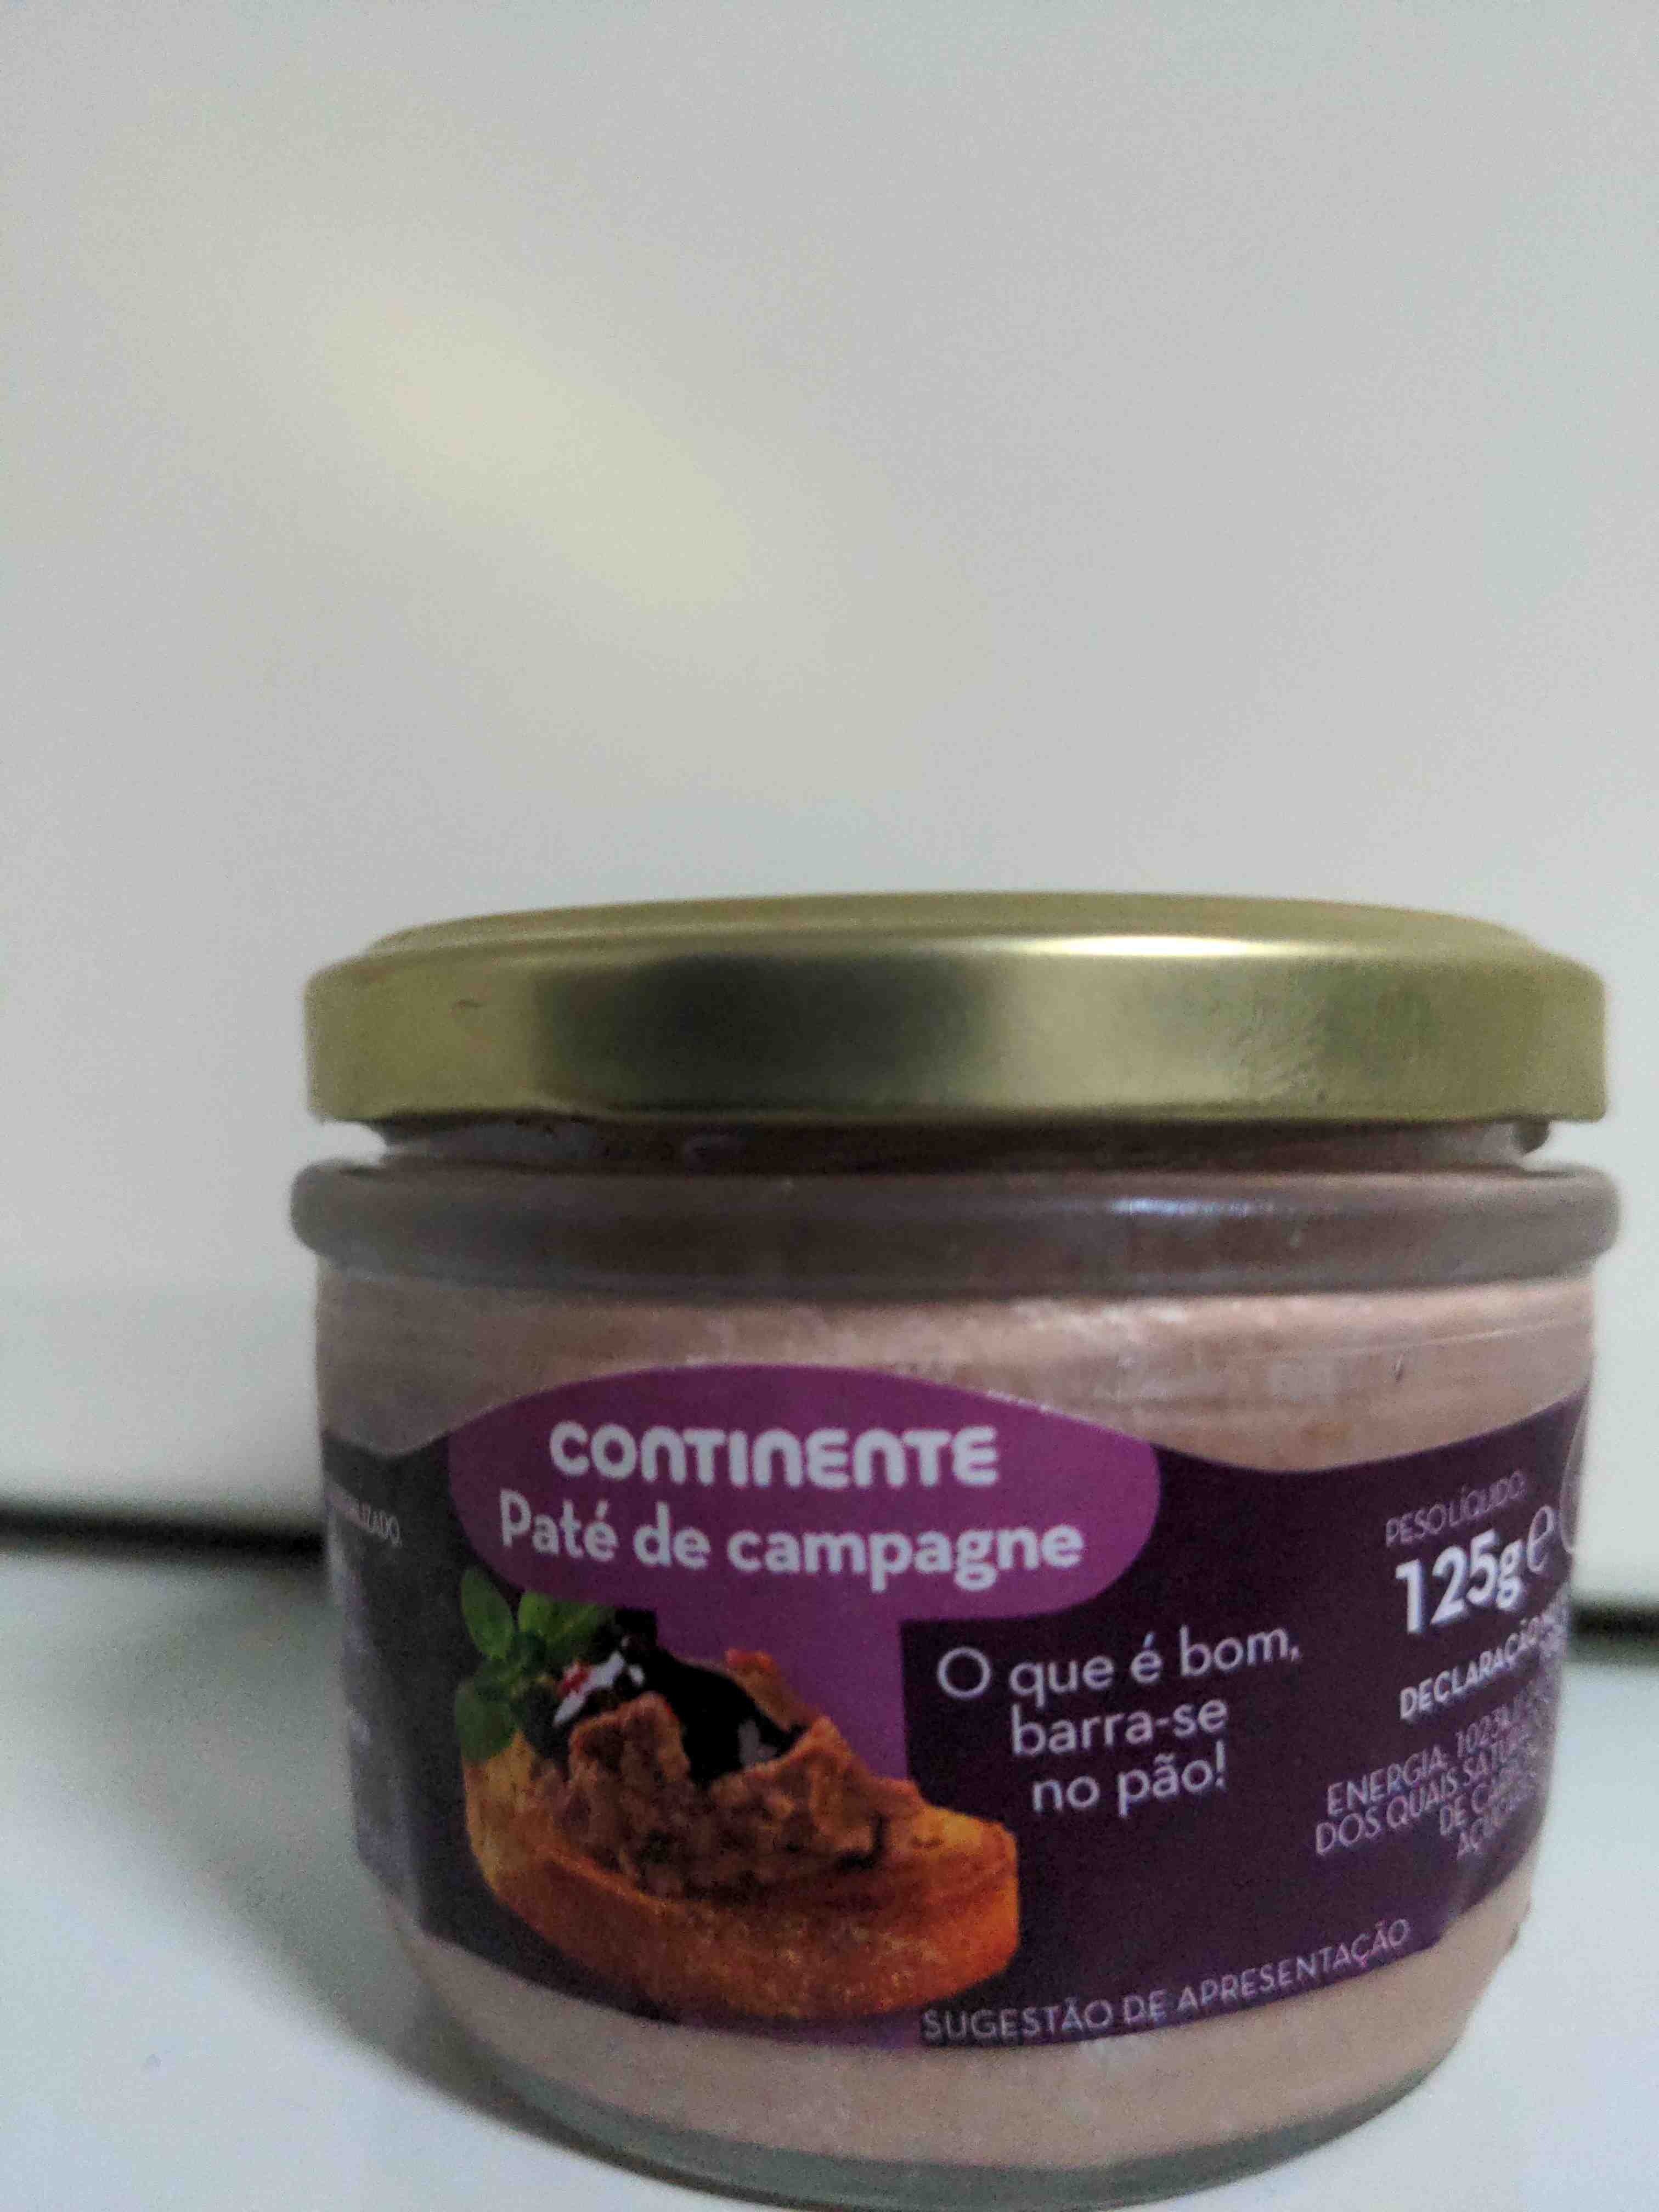 CONTINENTE
Paté de campagne
O que é bom,
barra-se
no pão!
PESO LÍQUIDO:
125g e
DECLARAÇÃO
ENERGIA:
DOS QUAIS
DE
SUGESTÃO DE APRESENTAÇÃO